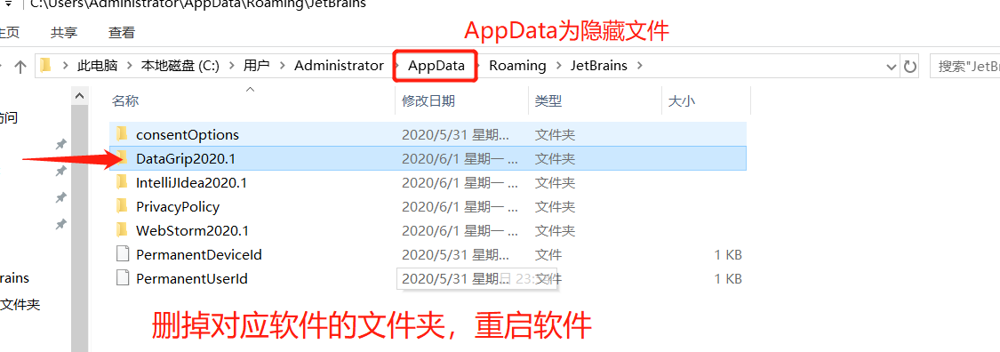 C:\Users\Administrator\AppData\Roaming\JetBrains
主页 共享 查看
AppData为隐藏文件
此电脑 › 本地磁盘 (C:) › 用户 › Administrator › AppData › Roaming › JetBrains ›
搜索"JetBr
名称 修改日期 类型 大小
访问
consentOptions 2020/5/31 星期... 文件夹
DataGrip2020.1 2020/6/1 星期一 ... 文件夹
IntelliJIdea2020.1 2020/6/1 星期一 ... 文件夹
PrivacyPolicy 2020/6/1 星期一 ... 文件夹
WebStorm2020.1 2020/6/1 星期一 ... 文件夹
PermanentDeviceId 2020/5/31 星期... 文件 1 KB
PermanentUserId 2020/5/31 星期... 文件 1 KB
rains
文件夹
删掉对应软件的文件夹，重启软件